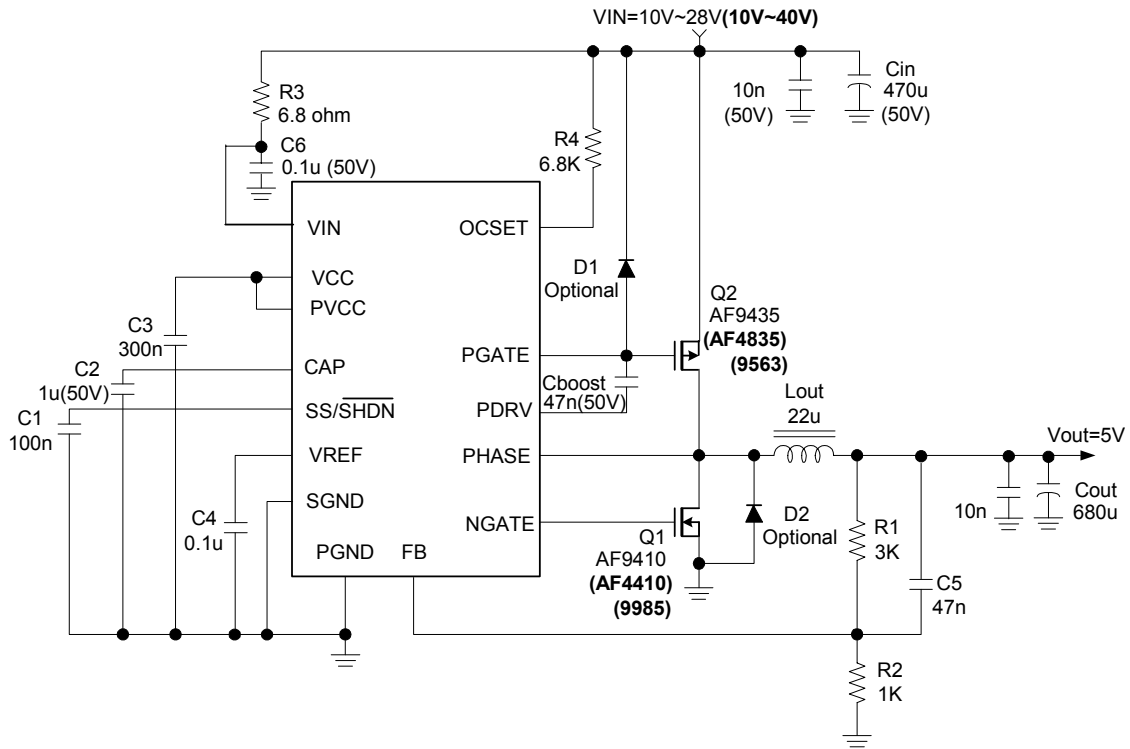 VIN=10V~28V(10V~40V)
R3
6.8 ohm
C6
0.1u (50V)
R4
6.8K
10n
(50V)
Cin
470u
(50V)
VIN
OCSET
VCC
PVCC
D1
Optional
Q2
AF9435
(AF4835)
(9563)
C3
300n
C2
1u(50V)
C1
100n
CAP
PGATE
Cboost
47n(50V)
SS/SHDN
PDRV
Lout
22u
VREF
PHASE
Vout=5V
SGND
C4
0.1u
NGATE
Q1
AF9410
(AF4410)
(9985)
D2
Optional
R1
3K
10n
Cout
680u
PGND
FB
C5
47n
R2
1K